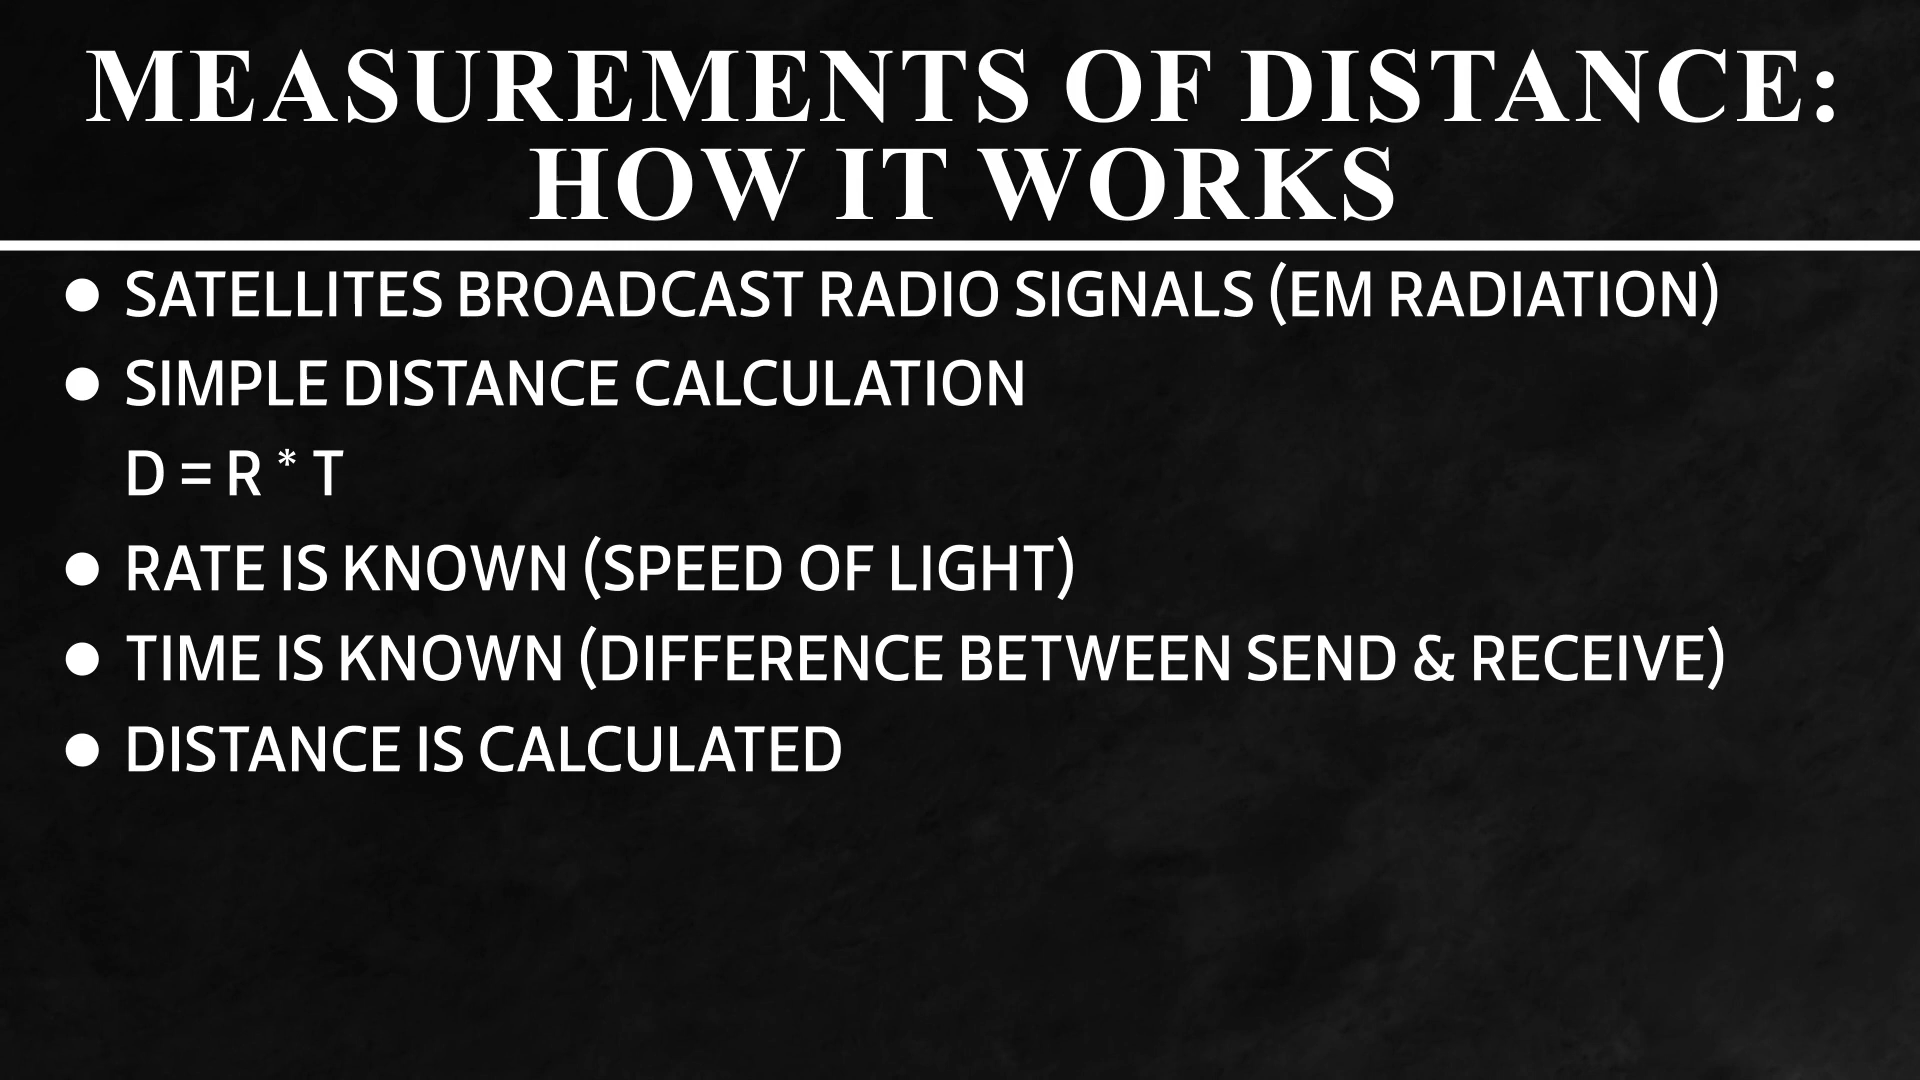 MEASUREMENTS OF DISTANCE:
HOW IT WORKS
● SATELLITES BROADCAST RADIO SIGNALS (EM RADIATION)
● SIMPLE DISTANCE CALCULATION
D = R * T
● RATE IS KNOWN (SPEED OF LIGHT)
● TIME IS KNOWN (DIFFERENCE BETWEEN SEND & RECEIVE)
● DISTANCE IS CALCULATED